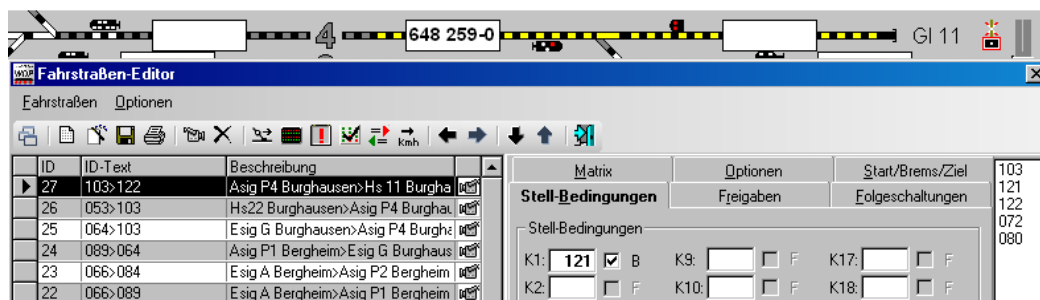 4 648 259-0 Gl 11
WDP Fahrstraßen-Editor
Fahrstraßen Optionen
Kmh
ID ID-Text Beschreibung
27 103>122 Asig P4 Burghausen>Hs 11 Burgha
26 053>103 Hs22 Burghausen>Asig P4 Burghau
25 064>103 Esig G Burghausen>Asig P4 Burgha
24 089>064 Asig P1 Bergheim>Esig G Burghaus
23 066>084 Esig A Bergheim>Asig P2 Bergheim
22 066>089 Esig A Bergheim>Asig P1 Bergheim
Matrix Optionen Start/Brems/Ziel
Stell-Bedingungen Freigaben Folgeschaltungen
Stell-Bedingungen
K1: 121 B K9: F K17: F
K2: F K10: F K18: F
103
121
122
072
080